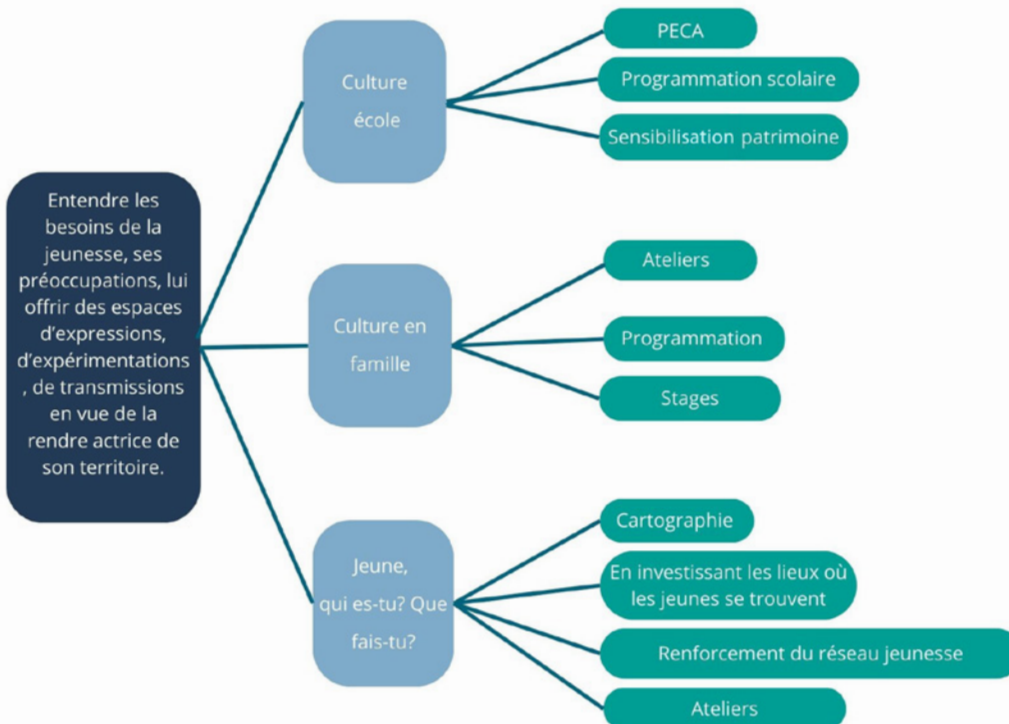 Entendre les
besoins de la
jeunesse, ses
préoccupations, lui
offrir des espaces
d'expressions,
d'expérimentations
, de transmissions
en vue de la
rendre actrice de
son territoire.
Culture
école
PECA
Programmation scolaire
Sensibilisation patrimoine
Culture en
famille
Ateliers
Programmation
Stages
Jeune,
qui es-tu? Que
fais-tu?
Cartographie
En investissant les lieux où
les jeunes se trouvent
Renforcement du réseau jeunesse
Ateliers